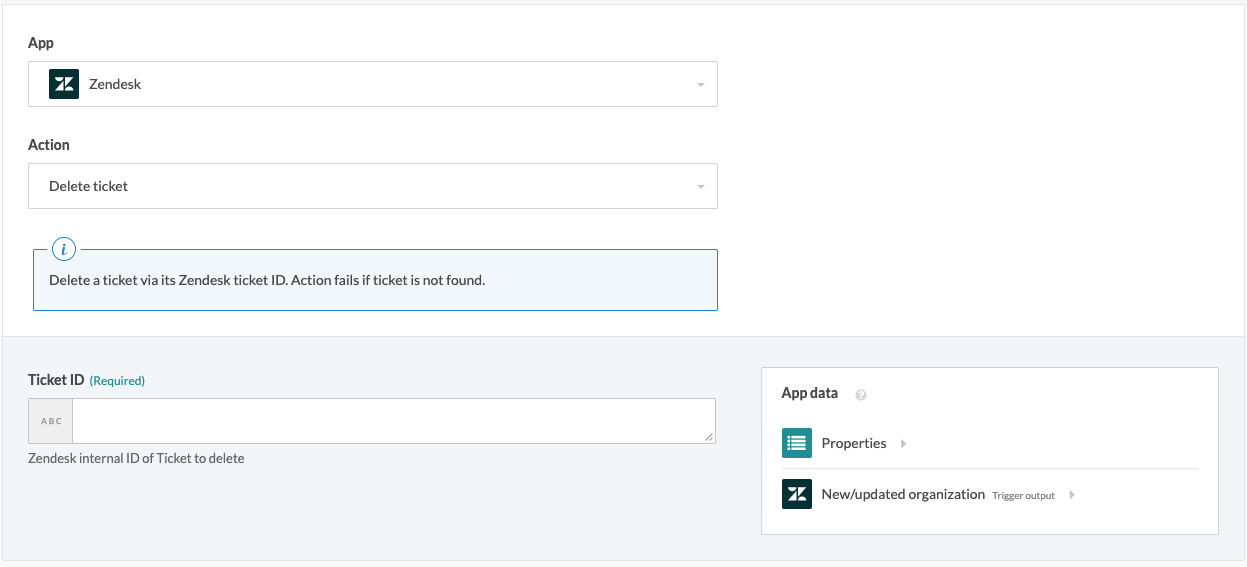 App
Zendesk
Action
Delete ticket
i
Delete a ticket via its Zendesk ticket ID. Action fails if ticket is not found.
Ticket ID (Required)
ABC
Zendesk internal ID of Ticket to delete
App data ?
Properties
New/updated organization Trigger output